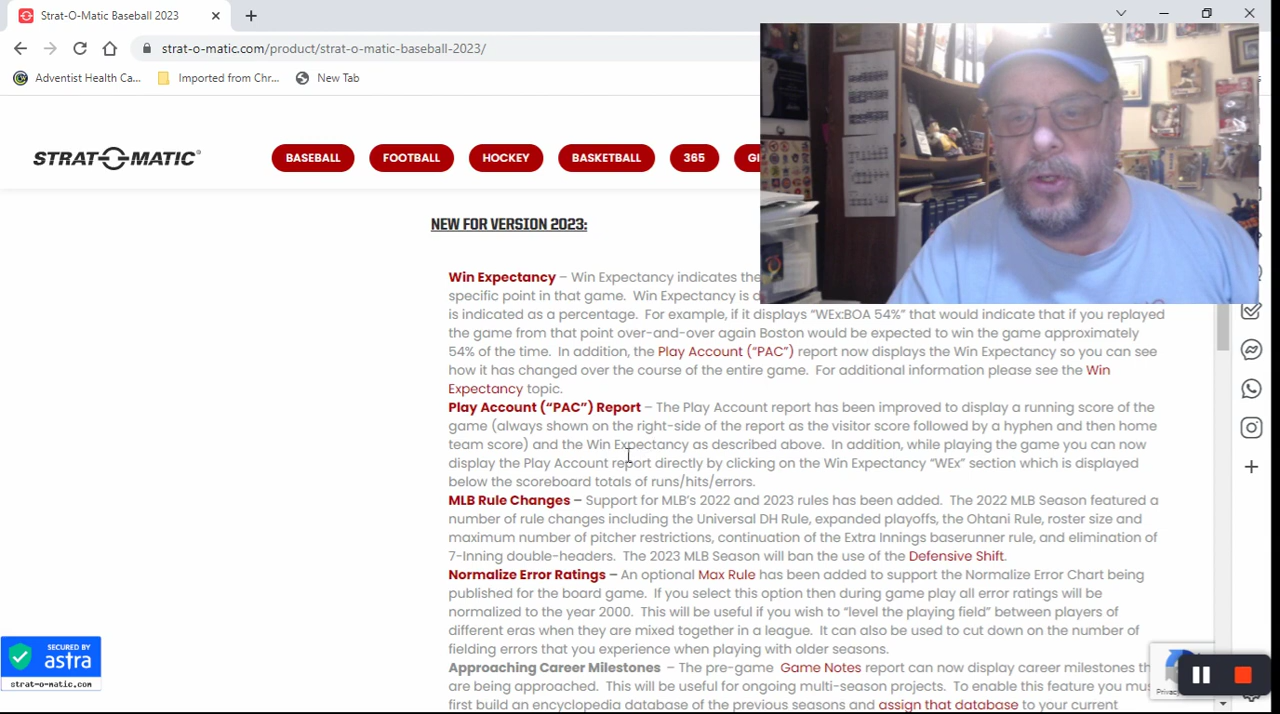 Strat-O-Matic Baseball 2023
strat-o-matic.com/product/strat-o-matic-baseball-2023/
Adventist Health Ca... Imported from Chr... New Tab
STRAT-O-MATIC® BASEBALL FOOTBALL HOCKEY BASKETBALL 365
NEW FOR VERSION 2023:
Win Expectancy – Win Expectancy indicates the
specific point in that game. Win Expectancy is d
is indicated as a percentage. For example, if it displays “WEx:BOA 54%” that would indicate that if you replayed
the game from that point over-and-over again Boston would be expected to win the game approximately
54% of the time. In addition, the Play Account (“PAC”) report now displays the Win Expectancy so you can see
how it has changed over the course of the entire game. For additional information please see the Win
Expectancy topic.
Play Account (“PAC”) Report – The Play Account report has been improved to display a running score of the
game (always shown on the right-side of the report as the visitor score followed by a hyphen and then home
team score) and the Win Expectancy as described above. In addition, while playing the game you can now
display the Play Account report directly by clicking on the Win Expectancy “WEx” section which is displayed
below the scoreboard totals of runs/hits/errors.
MLB Rule Changes – Support for MLB’s 2022 and 2023 rules has been added. The 2022 MLB Season featured a
number of rule changes including the Universal DH Rule, expanded playoffs, the Ohtani Rule, roster size and
maximum number of pitcher restrictions, continuation of the Extra Innings baserunner rule, and elimination of
7-Inning double-headers. The 2023 MLB Season will ban the use of the Defensive Shift.
Normalize Error Ratings – An optional Max Rule has been added to support the Normalize Error Chart being
published for the board game. If you select this option then during game play all error ratings will be
normalized to the year 2000. This will be useful if you wish to “level the playing field” between players of
different eras when they are mixed together in a league. It can also be used to cut down on the number of
fielding errors that you experience when playing with older seasons.
Approaching Career Milestones – The pre-game Game Notes report can now display career milestones th
are being approached. This will be useful for ongoing multi-season projects. To enable this feature you mu
first build an encyclopedia database of the previous seasons and assign that database to your current
SECURED BY
astra
strat-o-matic.com